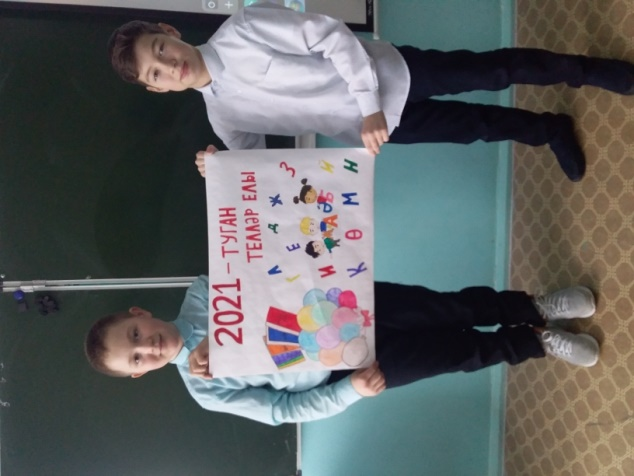 2021 – ТУГАН
ТЕЛЛӘР ЕЛЫ
Л Д Ж З
Г Е
И А Ә Б Й
К Ө М Н